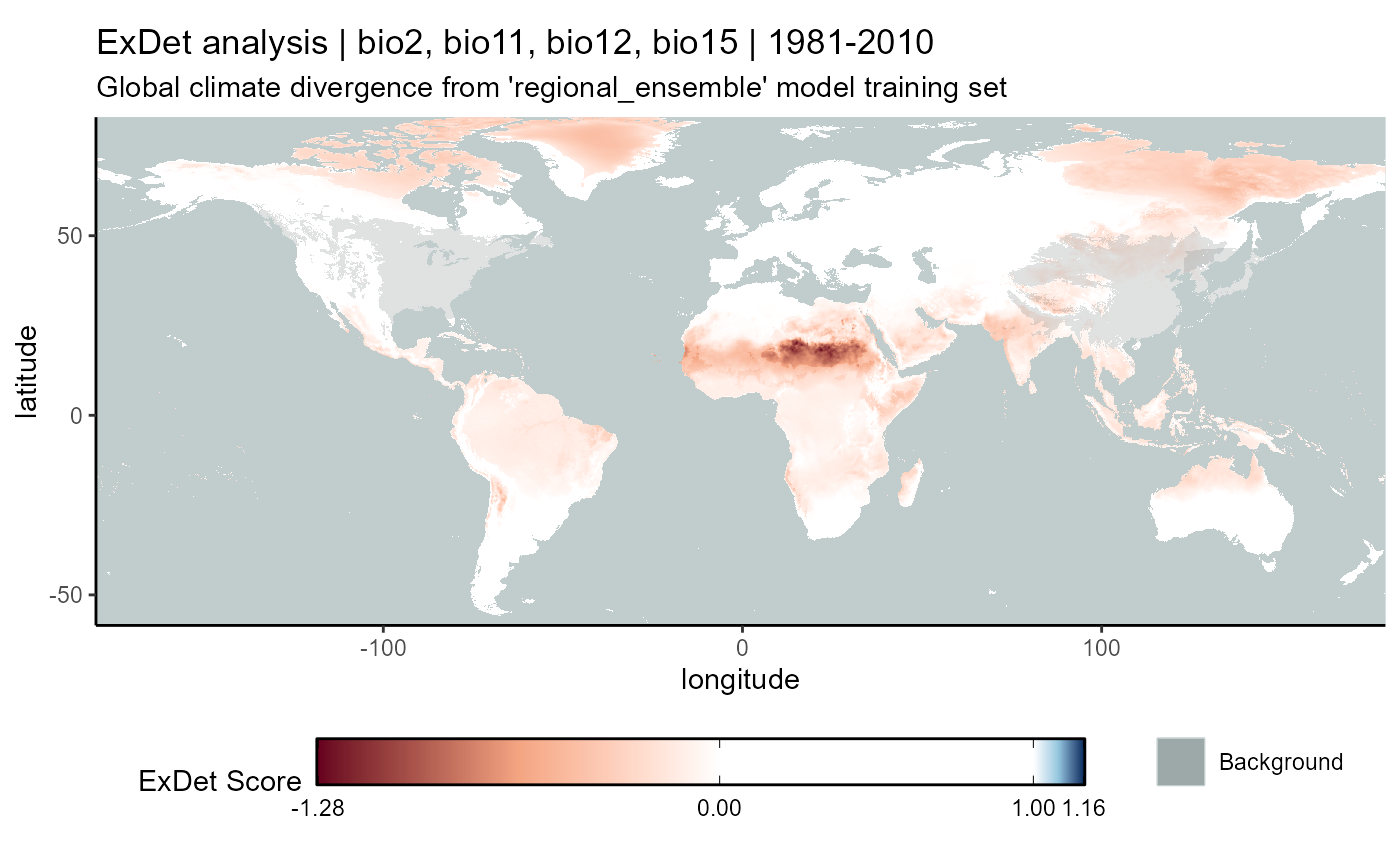 ExDet analysis | bio2, bio11, bio12, bio15 | 1981-2010
Global climate divergence from 'regional_ensemble' model training set
latitude
50
0
-50
-100
0
100
longitude
ExDet Score
-1.28
0.00
1.00
1.16
Background